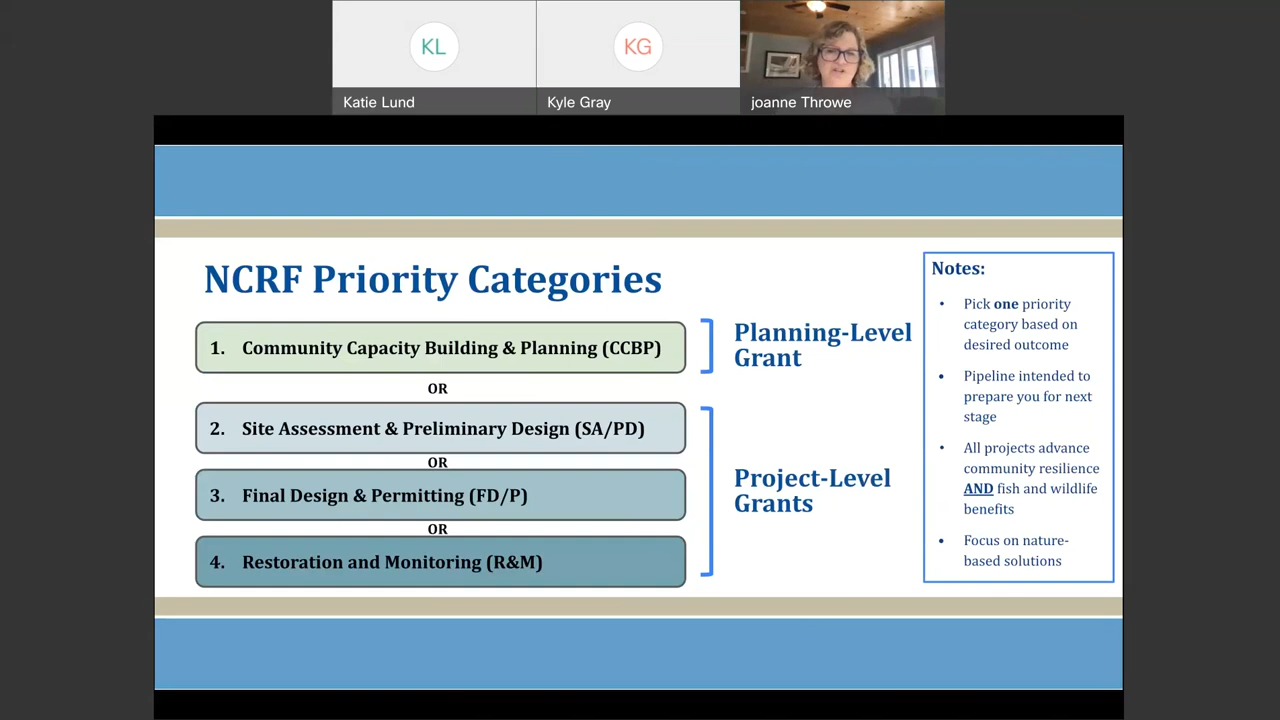 KL
KG
Katie Lund
Kyle Gray
joanne Throwe
NCRF Priority Categories
1. Community Capacity Building & Planning (CCBP)
OR
2. Site Assessment & Preliminary Design (SA/PD)
OR
3. Final Design & Permitting (FD/P)
OR
4. Restoration and Monitoring (R&M)
Planning-Level
Grant
Project-Level
Grants
Notes:
• Pick one priority
category based on
desired outcome
• Pipeline intended to
prepare you for next
stage
• All projects advance
community resilience
AND fish and wildlife
benefits
• Focus on nature-
based solutions